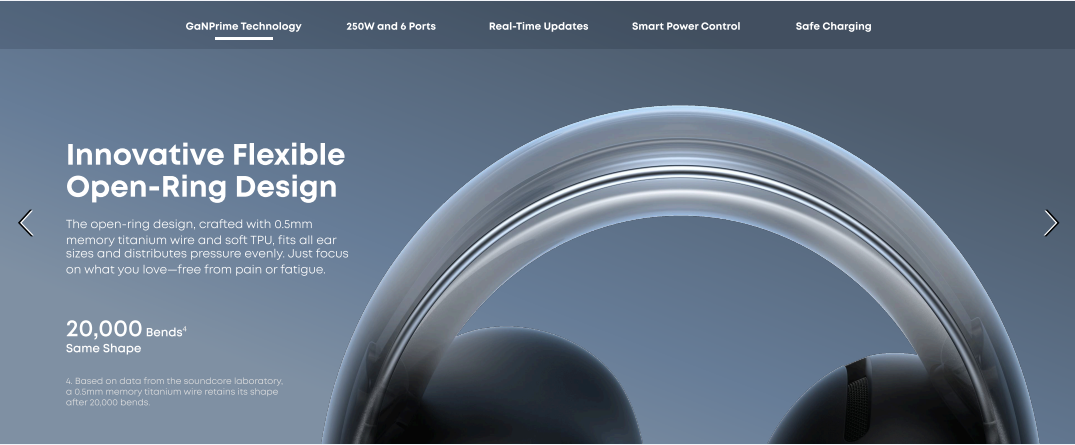 GaNPrime Technology
250W and 6 Ports
Real-Time Updates
Smart Power Control
Safe Charging
Innovative Flexible
Open-Ring Design
The open-ring design, crafted with 0.5mm
memory titanium wire and soft TPU, fits all ear
sizes and distributes pressure evenly. Just focus
on what you love—free from pain or fatigue.
20,000 Bends4
Same Shape
4. Based on data from the soundcore laboratory,
a 0.5mm memory titanium wire retains its shape
after 20,000 bends.